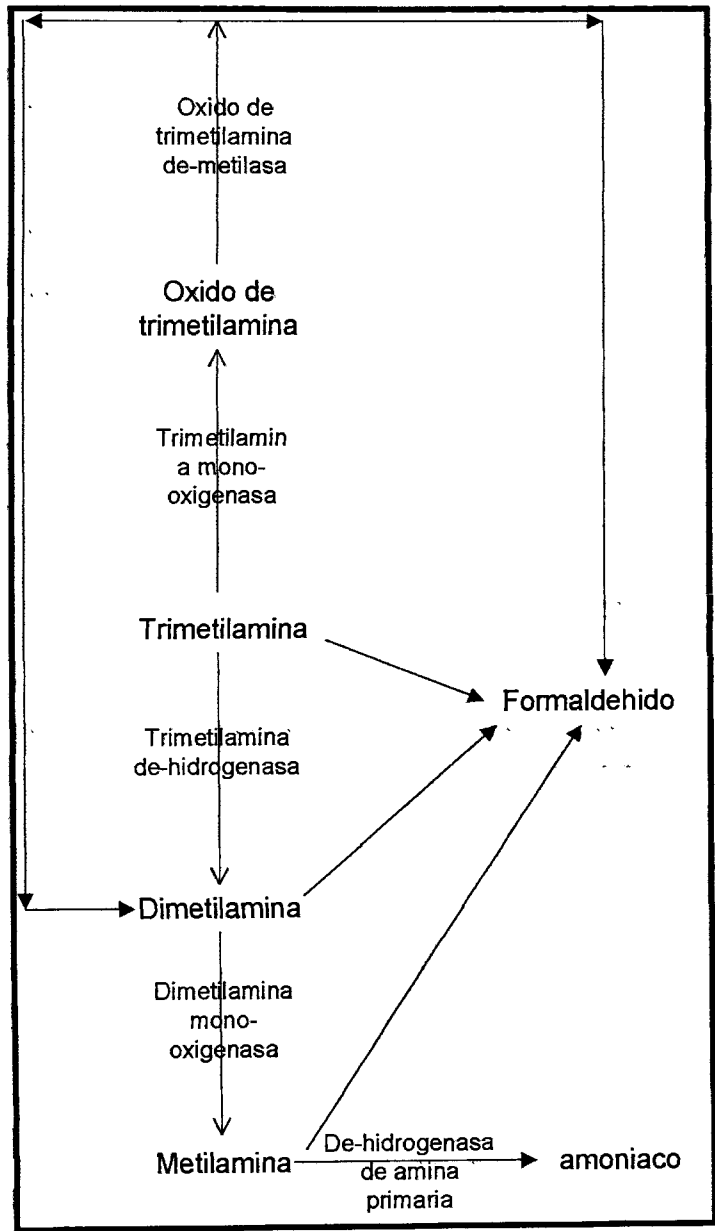 Oxido de
trimetilamina
de-metilasa
Oxido de
trimetilamina
Trimetilamin
a mono-
oxigenasa
Trimetilamina
Formaldehido
Trimetilamina
de-hidrogenasa
Dimetilamina
Dimetilamina
mono-
oxigenasa
Metilamina
De-hidrogenasa
de amina
primaria
amoniaco